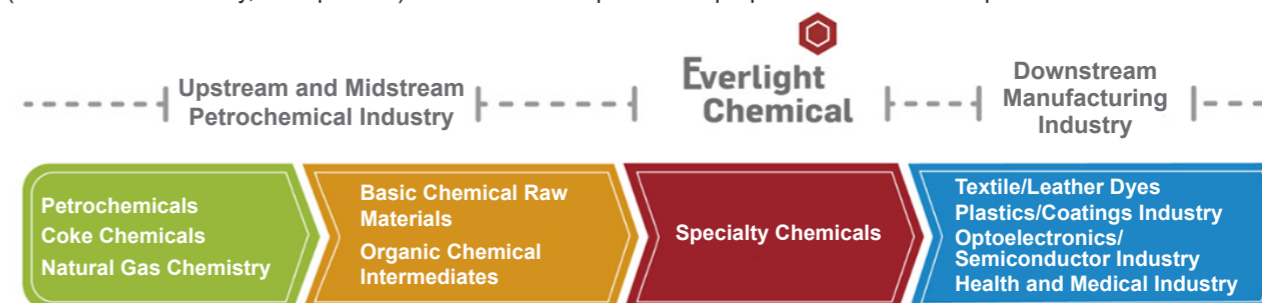 Upstream and Midstream
Petrochemical Industry
Everlight
Chemical
Downstream
Manufacturing
Industry
Petrochemicals
Coke Chemicals
Natural Gas Chemistry
Basic Chemical Raw
Materials
Organic Chemical
Intermediates
Specialty Chemicals
Textile/Leather Dyes
Plastics/Coatings Industry
Optoelectronics/
Semiconductor Industry
Health and Medical Industry